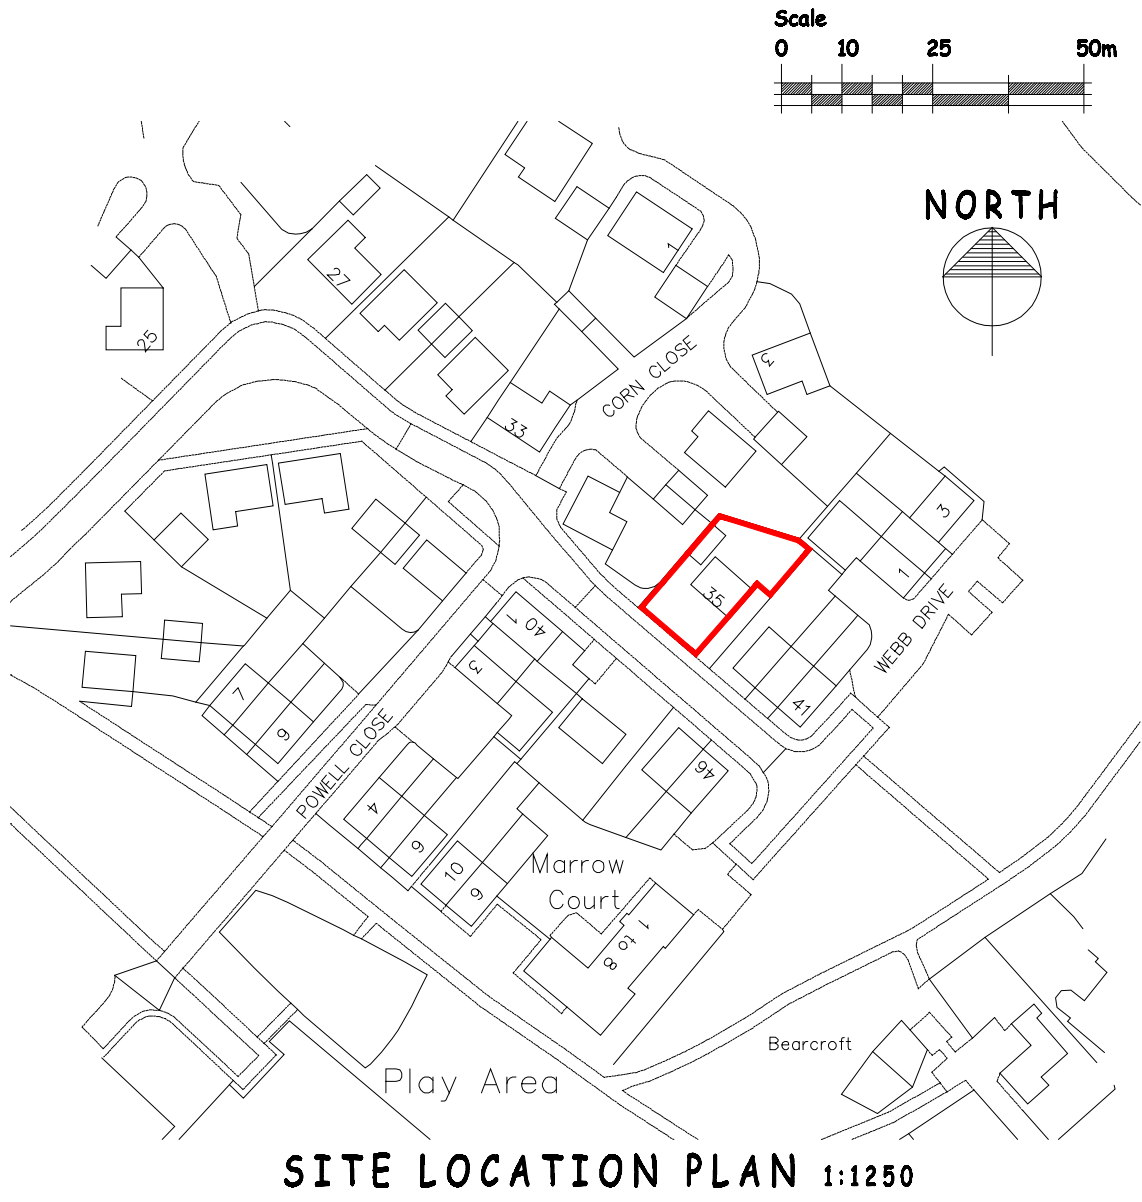 Scale
0 10 25 50m
NORTH
1
27
25
3
CORN CLOSE
33
3
1
35
WEBB DRIVE
40
1
3
41
7
9
POWELL CLOSE
46
4
6
10
9
Marrow
Court
1 to 8
Bearcroft
Play Area
SITE LOCATION PLAN 1:1250